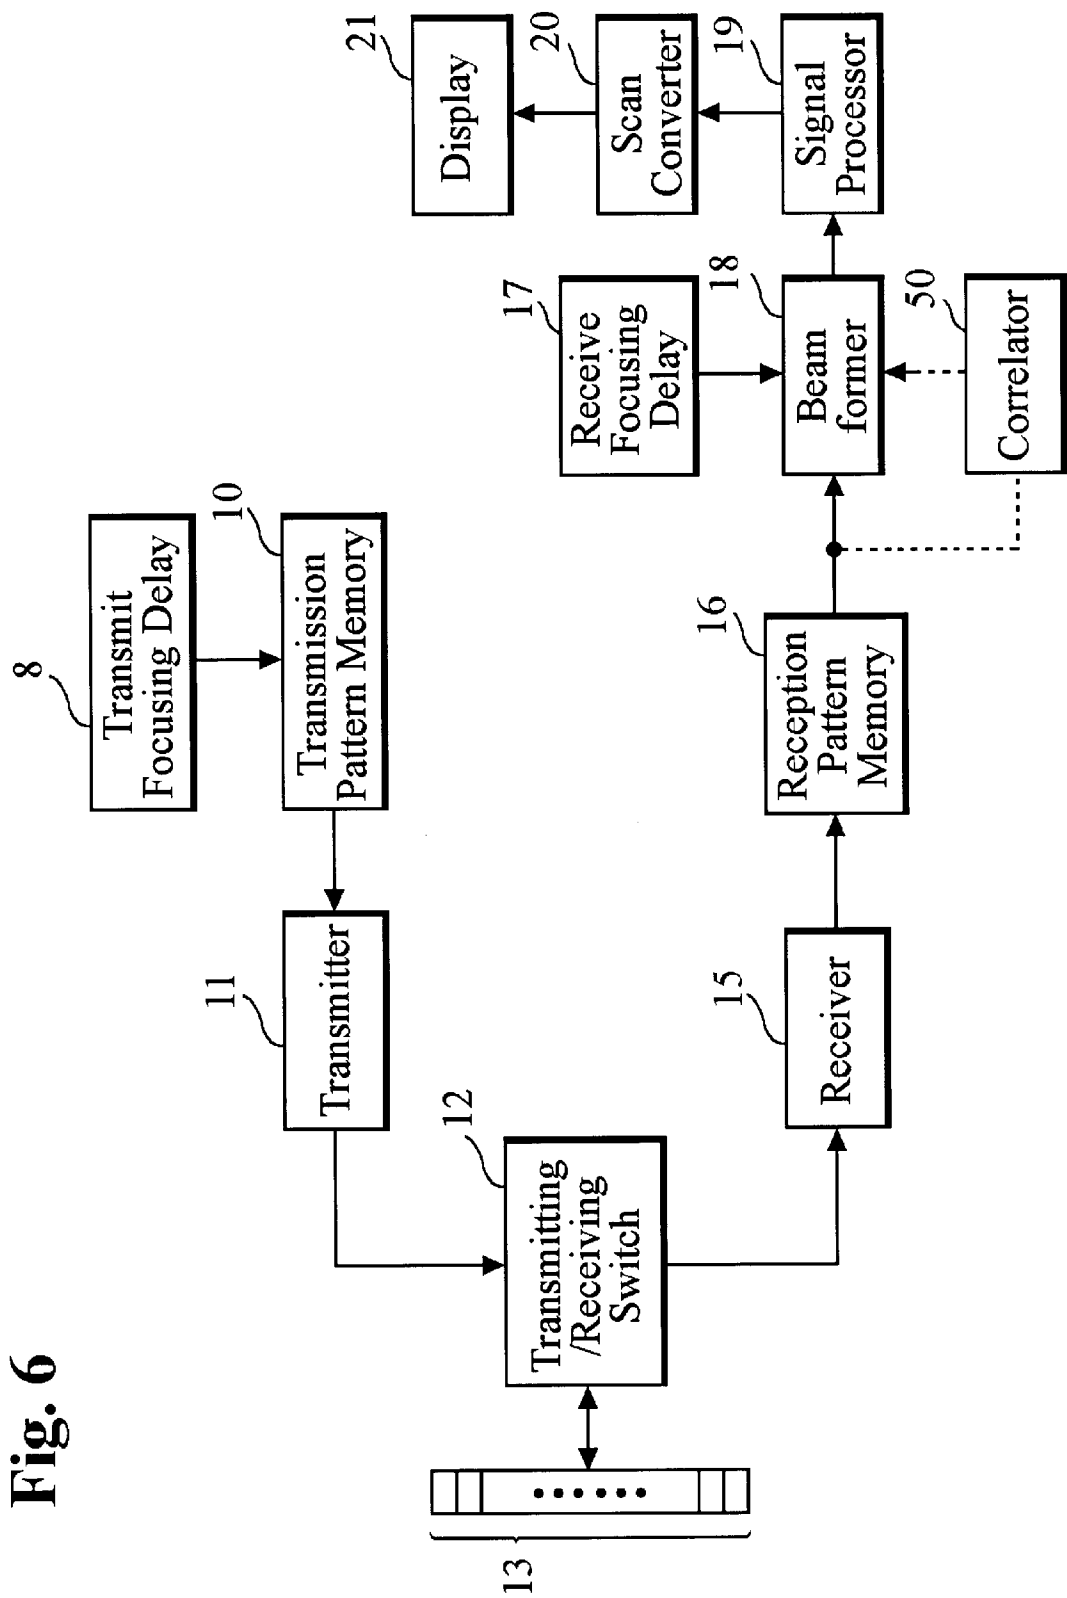 Fig. 6
8
Transmit
Focusing Delay
10
Transmission
Pattern Memory
11
Transmitter
12
Transmitting
/Receiving
Switch
13
15
Receiver
16
Reception
Pattern
Memory
17
Receive
Focusing
Delay
18
Beam
former
50
Correlator
19
Signal
Processor
20
Scan
Converter
21
Display